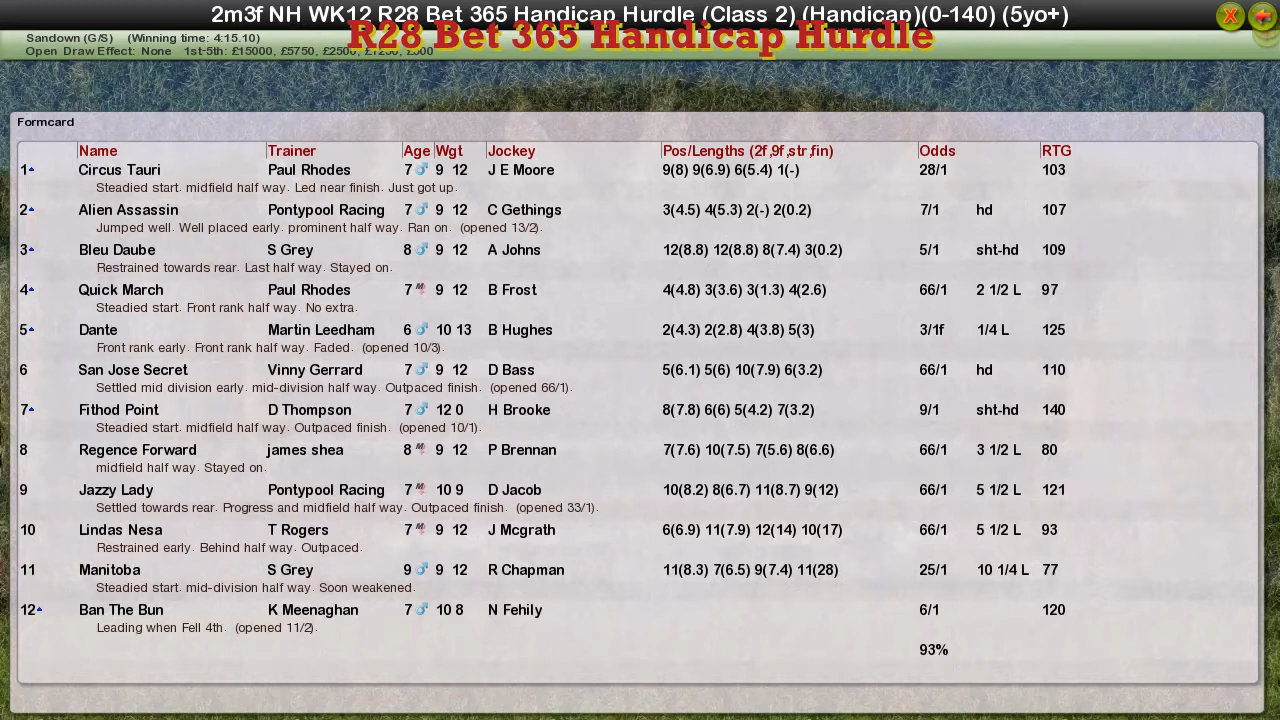 2m3f NH WK12 R28 Bet 365 Handicap Hurdle (Class 2) (Handicap)(0-140) (5yo+)
R28 Bet 365 Handicap Hurdle
Sandown (G/S) (Winning time: 4:15.10)
Open Draw Effect: None 1st-5th: £15000, £5750, £2500, £1250, £500
Formcard
Name Trainer Age Wgt Jockey Pos/Lengths (2f,9f,str,fin) Odds RTG
1 Circus Tauri Paul Rhodes 7 9 12 J E Moore 9(8) 9(6.9) 6(5.4) 1(-) 28/1 103
Steadied start. midfield half way. Led near finish. Just got up.
2 Alien Assassin Pontypool Racing 7 9 12 C Gethings 3(4.5) 4(5.3) 2(-) 2(0.2) 7/1 hd 107
Jumped well. Well placed early. prominent half way. Ran on. (opened 13/2).
3 Bleu Daube S Grey 8 9 12 A Johns 12(8.8) 12(8.8) 8(7.4) 3(0.2) 5/1 sht-hd 109
Restrained towards rear. Last half way. Stayed on.
4 Quick March Paul Rhodes 7 9 12 B Frost 4(4.8) 3(3.6) 3(1.3) 4(2.6) 66/1 2 1/2 L 97
Steadied start. Front rank half way. No extra.
5 Dante Martin Leedham 6 10 13 B Hughes 2(4.3) 2(2.8) 4(3.8) 5(3) 3/1f 1/4 L 125
Front rank early. Front rank half way. Faded. (opened 10/3).
6 San Jose Secret Vinny Gerrard 7 9 12 D Bass 5(6.1) 5(6) 10(7.9) 6(3.2) 66/1 hd 110
Settled mid division early. mid-division half way. Outpaced finish. (opened 66/1).
7 Fithod Point D Thompson 7 12 0 H Brooke 8(7.8) 6(6) 5(4.2) 7(3.2) 9/1 sht-hd 140
Steadied start. midfield half way. Outpaced finish. (opened 10/1).
8 Regence Forward james shea 8 9 12 P Brennan 7(7.6) 10(7.5) 7(5.6) 8(6.6) 66/1 3 1/2 L 80
midfield half way. Stayed on.
9 Jazzy Lady Pontypool Racing 7 10 9 D Jacob 10(8.2) 8(6.7) 11(8.7) 9(12) 66/1 5 1/2 L 121
Settled towards rear. Progress and midfield half way. Outpaced finish. (opened 33/1).
10 Lindas Nesa T Rogers 7 9 12 J Mcgrath 6(6.9) 11(7.9) 12(14) 10(17) 66/1 5 1/2 L 93
Restrained early. Behind half way. Outpaced.
11 Manitoba S Grey 9 9 12 R Chapman 11(8.3) 7(6.5) 9(7.4) 11(28) 25/1 10 1/4 L 77
Steadied start. mid-division half way. Soon weakened.
12 Ban The Bun K Meenaghan 7 10 8 N Fehily 6/1 120
Leading when Fell 4th. (opened 11/2).
93%